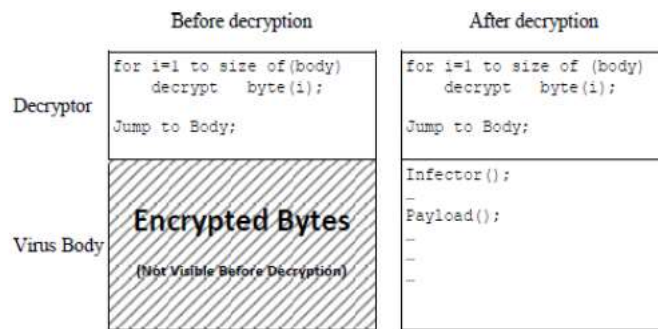 Before decryption
After decryption
Decryptor
for i=1 to size of(body)
decrypt byte(i);
Jump to Body;
for i=1 to size of (body)
decrypt byte(i);
Jump to Body;
Virus Body
Encrypted Bytes
(Not Visible Before Decryption)
Infector();
_
Payload();
_
_
_